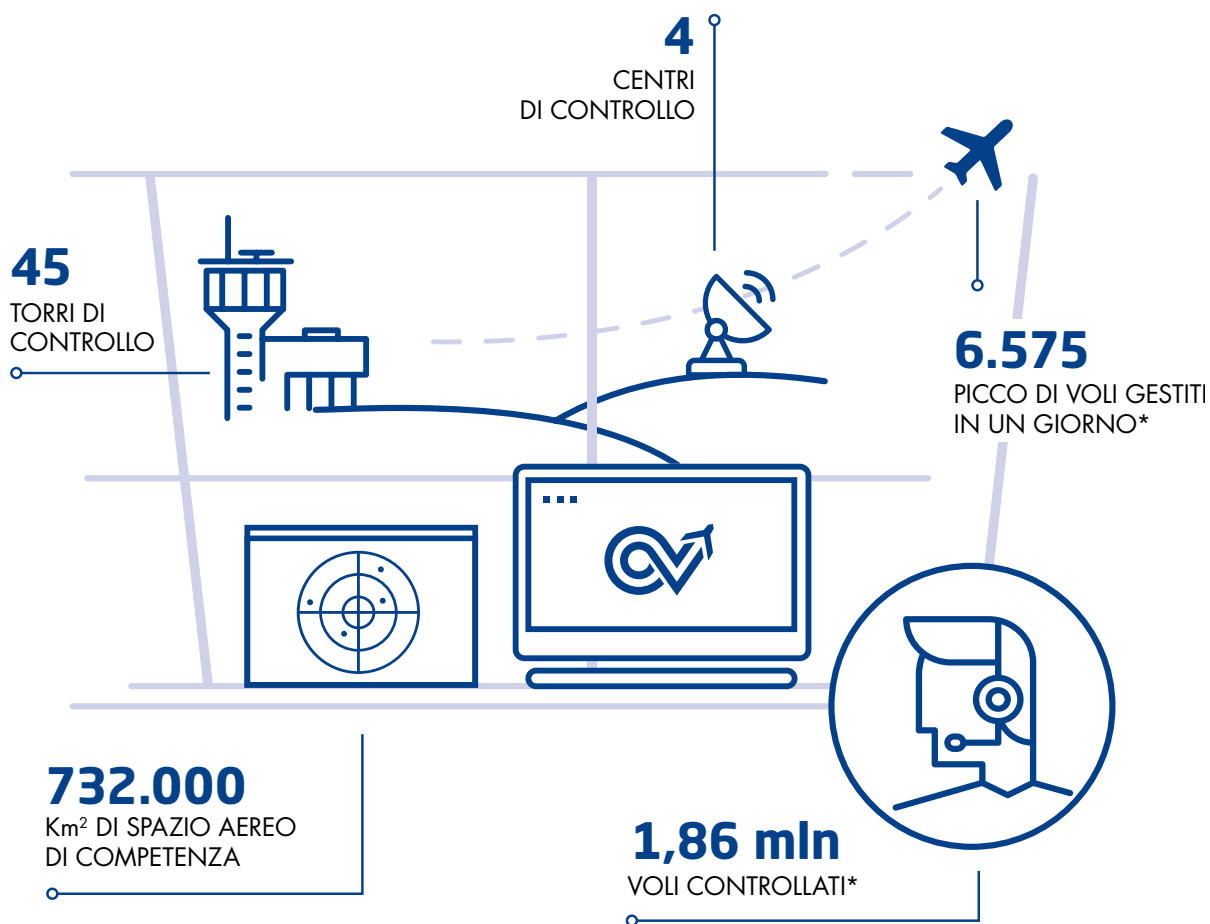 4
CENTRI
DI CONTROLLO
45
TORRI DI
CONTROLLO
6.575
PICCO DI VOLI GESTITI
IN UN GIORNO*
732.000
Km² DI SPAZIO AEREO
DI COMPETENZA
1,86 mln
VOLI CONTROLLATI*